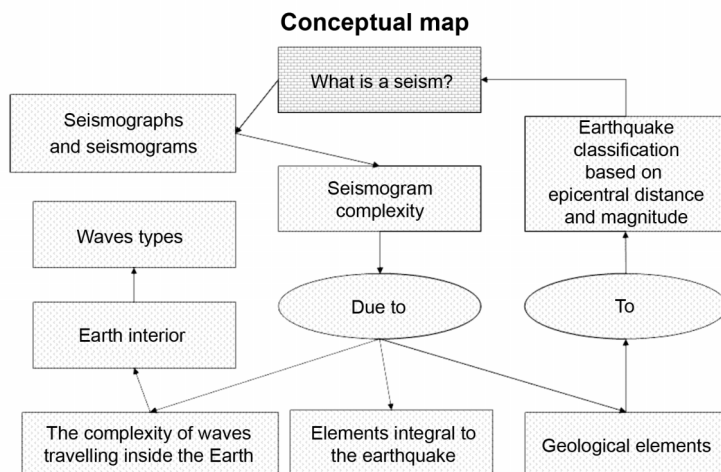 Conceptual map
What is a seism?
Seismographs
and seismograms
Earthquake
classification
based on
epicentral distance
and magnitude
Seismogram
complexity
Waves types
Due to
To
Earth interior
The complexity of waves
travelling inside the Earth
Elements integral to
the earthquake
Geological elements